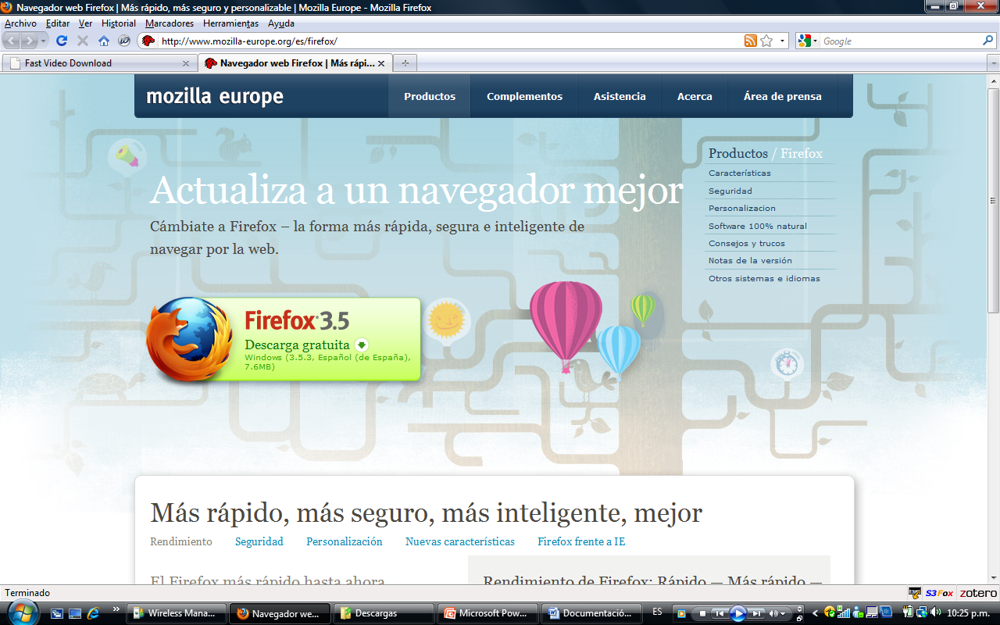 Navegador web Firefox | Más rápido, más seguro y personalizable | Mozilla Europe - Mozilla Firefox
Archivo Editar Ver Historial Marcadores Herramientas Ayuda
http://www.mozilla-europe.org/es/firefox/
Google
Fast Video Download
Navegador web Firefox | Más rápi...
mozilla europe
Productos Complementos Asistencia Acerca Área de prensa
Productos / Firefox
Características
Seguridad
Personalizacion
Software 100% natural
Consejos y trucos
Notas de la versión
Otros sistemas e idiomas
Actualiza a un navegador mejor
Cámbiate a Firefox – la forma más rápida, segura e inteligente de
navegar por la web.
Firefox 3.5
Descarga gratuita
Windows (3.5.3, Español (de España),
7.6MB)
Más rápido, más seguro, más inteligente, mejor
Rendimiento Seguridad Personalización Nuevas características Firefox frente a IE
El Firefox más rápido hasta ahora
Rendimiento de Firefox: Rápido — Más rápido —
Terminado
S3Fox zotero
Wireless Mana... Navegador we... Descargas Microsoft Pow... Documentació... ES 10:25 p.m.